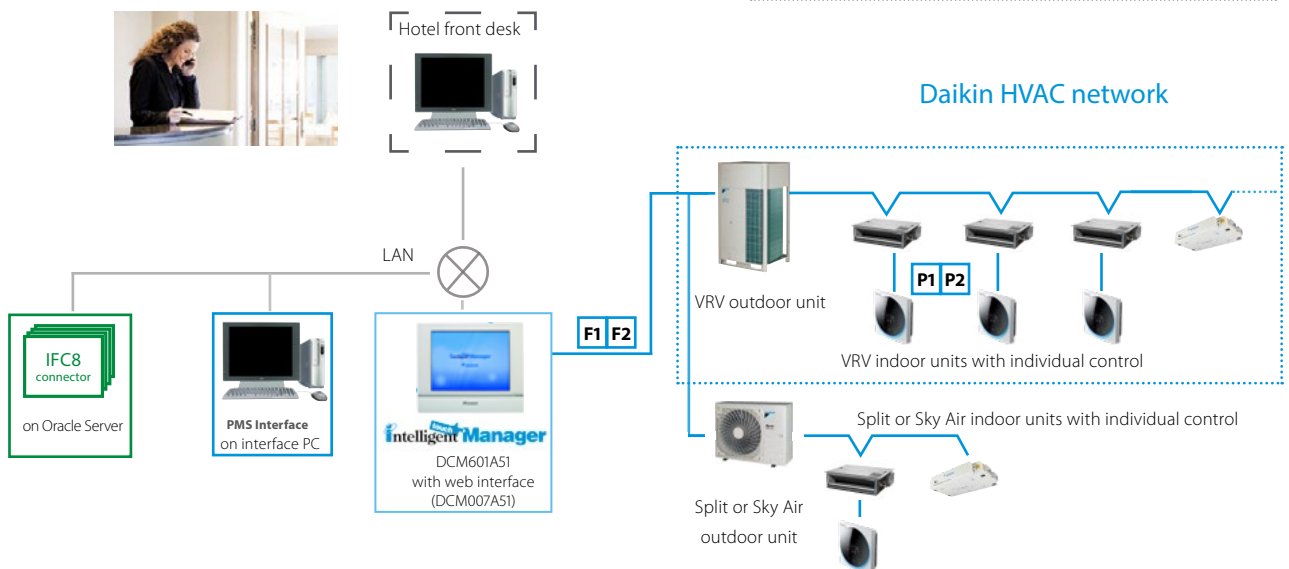 Hotel front desk
Daikin HVAC network
LAN
F1 F2
P1 P2
VRV outdoor unit
VRV indoor units with individual control
IFC8
connector
on Oracle Server
PMS Interface
on interface PC
intelligent Manager
DCM601A51
with web interface
(DCM007A51)
Split or Sky Air indoor units with individual control
Split or Sky Air
outdoor unit